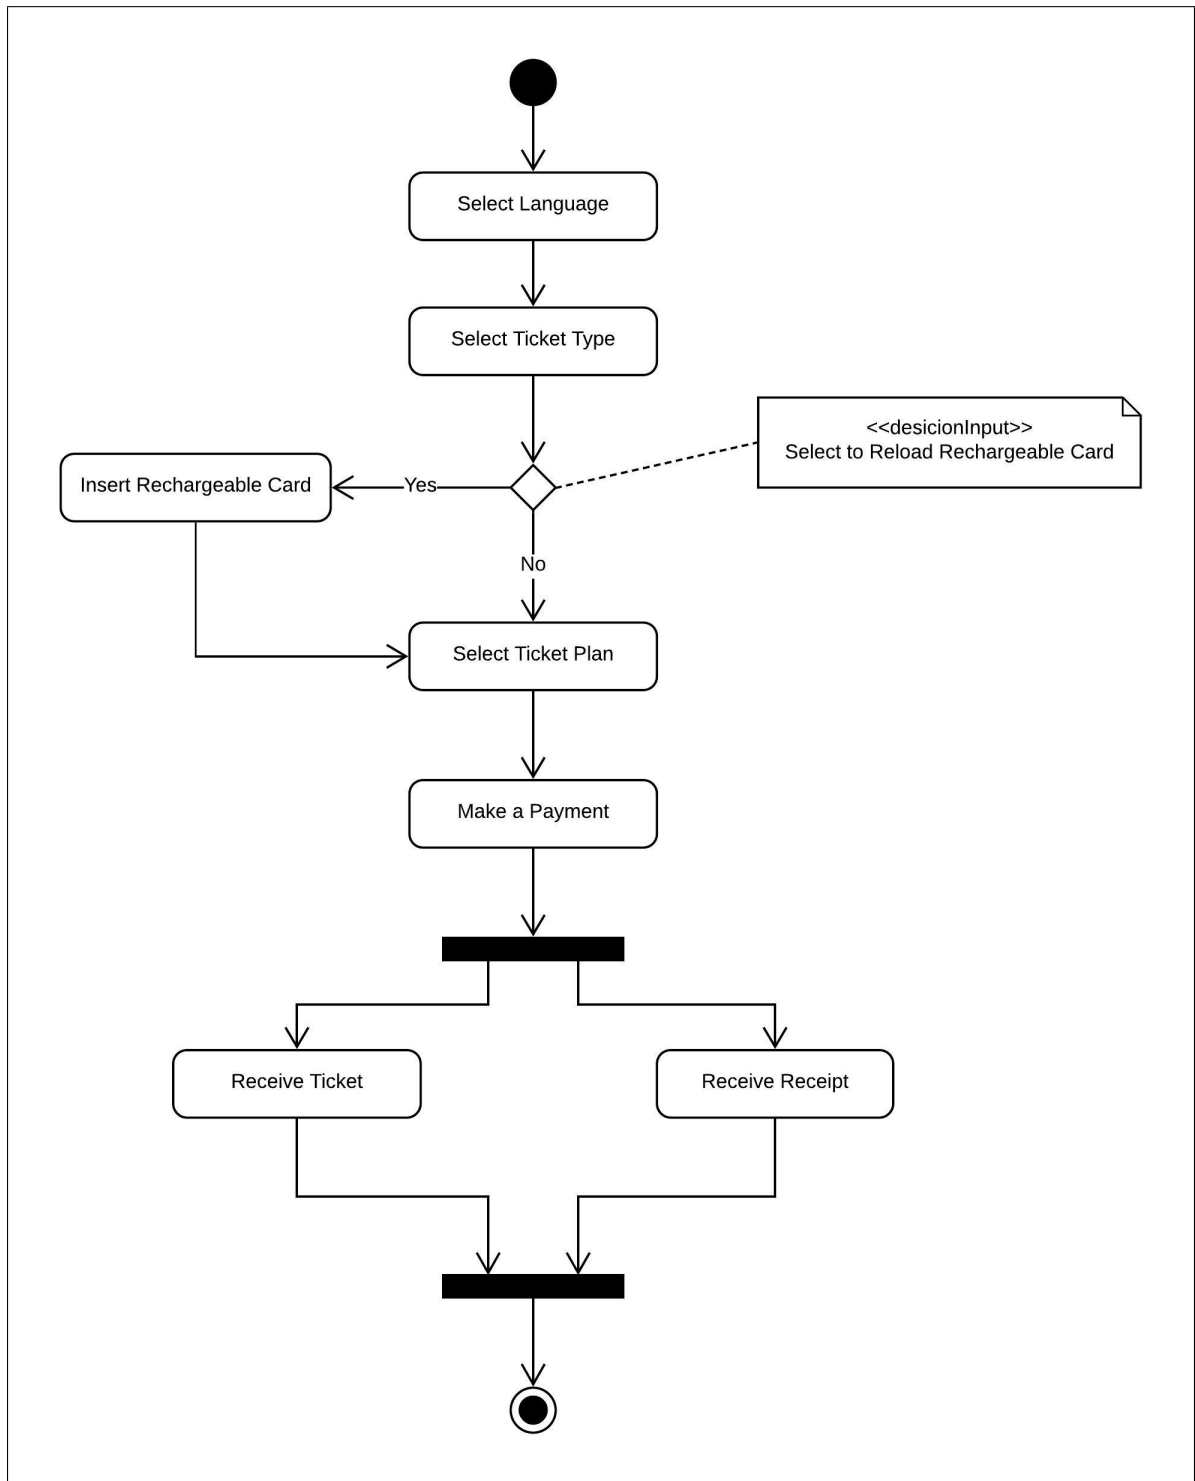 Select Language
Select Ticket Type
<<desicionInput>>
Select to Reload Rechargeable Card
Insert Rechargeable Card
Yes
No
Select Ticket Plan
Make a Payment
Receive Ticket
Receive Receipt